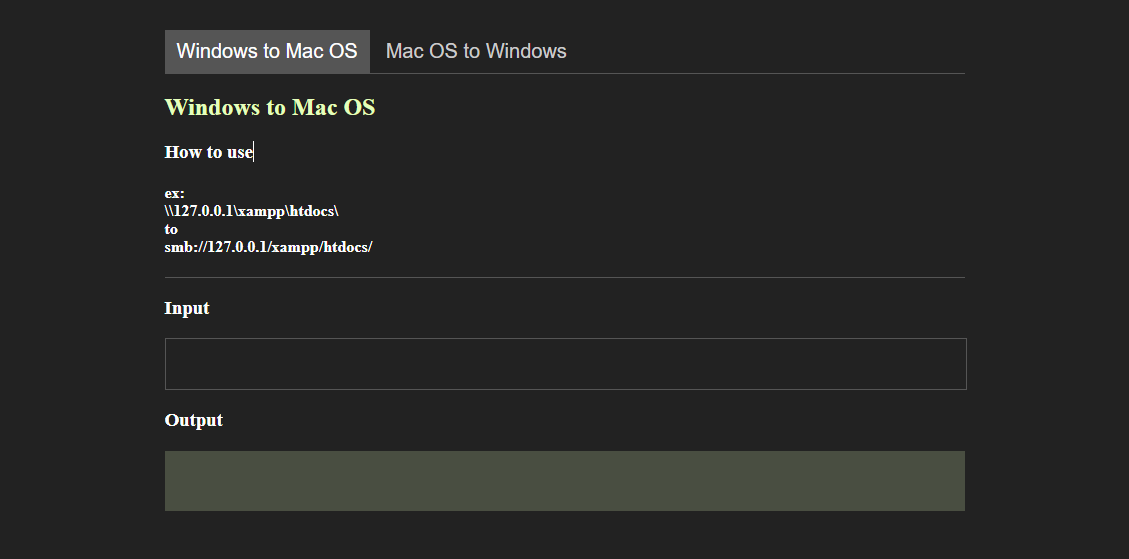 Windows to Mac OS Mac OS to Windows
Windows to Mac OS
How to use
ex:
\\127.0.0.1\xampp\htdocs\
to
smb://127.0.0.1/xampp/htdocs/
Input
Output